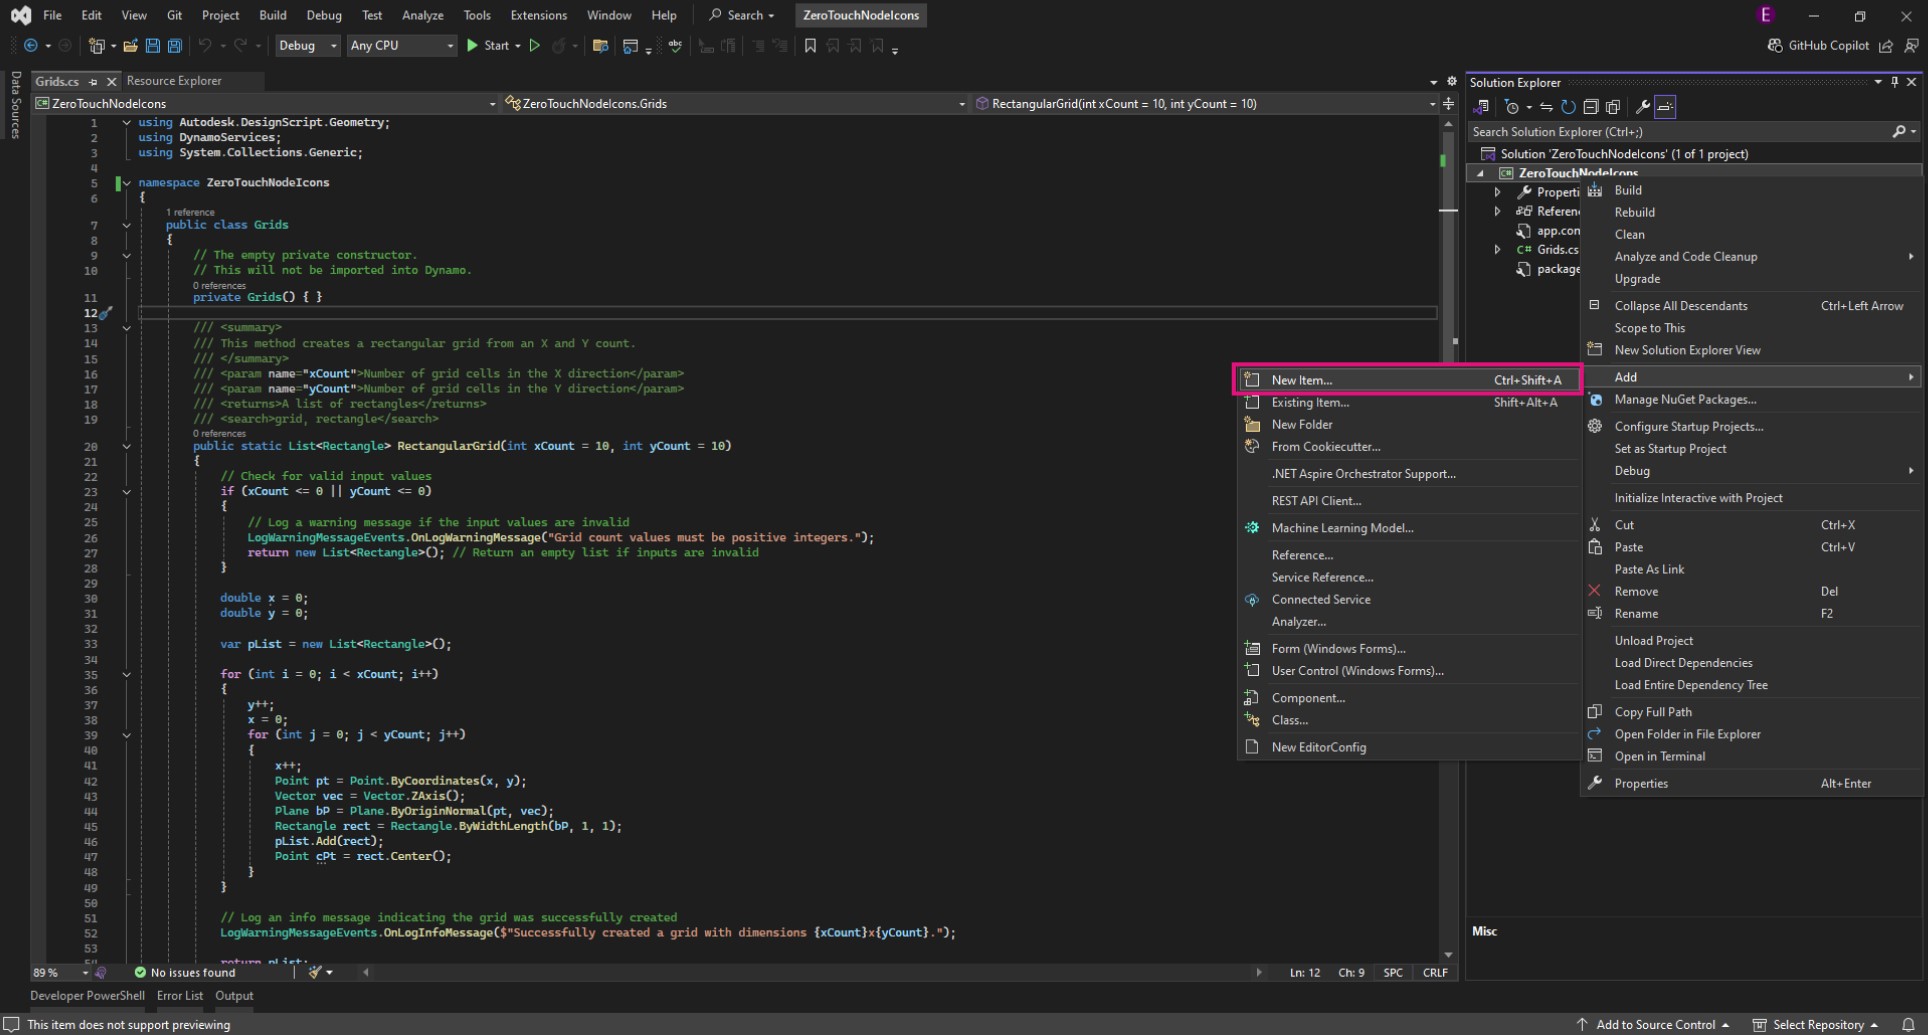 File Edit View Git Project Build Debug Test Analyze Tools Extensions Window Help Search ZeroTouchNodeIcons E
Debug Any CPU Start GitHub Copilot
Data Sources
Grids.cs Resource Explorer
ZeroTouchNodeIcons ZeroTouchNodeIcons.Grids RectangularGrid(int xCount = 10, int yCount = 10)
1 using Autodesk.DesignScript.Geometry;
2 using DynamoServices;
3 using System.Collections.Generic;
4
5 namespace ZeroTouchNodeIcons
6 {
1 reference
7 public class Grids
8 {
9 // The empty private constructor.
10 // This will not be imported into Dynamo.
0 references
11 private Grids() { }
12
13 /// <summary>
14 /// This method creates a rectangular grid from an X and Y count.
15 /// </summary>
16 /// <param name="xCount">Number of grid cells in the X direction</param>
17 /// <param name="yCount">Number of grid cells in the Y direction</param>
18 /// <returns>A list of rectangles</returns>
19 /// <search>grid, rectangle</search>
0 references
20 public static List<Rectangle> RectangularGrid(int xCount = 10, int yCount = 10)
21 {
22 // Check for valid input values
23 if (xCount <= 0 || yCount <= 0)
24 {
25 // Log a warning message if the input values are invalid
26 LogWarningMessageEvents.OnLogWarningMessage("Grid count values must be positive integers.");
27 return new List<Rectangle>(); // Return an empty list if inputs are invalid
28 }
29
30 double x = 0;
31 double y = 0;
32
33 var pList = new List<Rectangle>();
34
35 for (int i = 0; i < xCount; i++)
36 {
37 y++;
38 x = 0;
39 for (int j = 0; j < yCount; j++)
40 {
41 x++;
42 Point pt = Point.ByCoordinates(x, y);
43 Vector vec = Vector.ZAxis();
44 Plane bP = Plane.ByOriginNormal(pt, vec);
45 Rectangle rect = Rectangle.ByWidthLength(bP, 1, 1);
46 pList.Add(rect);
47 Point cPt = rect.Center();
48 }
49 }
50
51 // Log an info message indicating the grid was successfully created
52 LogWarningMessageEvents.OnLogInfoMessage($"Successfully created a grid with dimensions {xCount}x{yCount}.");
53
54 return pList;
89 % No issues found Ln: 12 Ch: 9 SPC CRLF
Developer PowerShell Error List Output
This item does not support previewing Add to Source Control Select Repository
New Item... Ctrl+Shift+A
Existing Item... Shift+Alt+A
New Folder
From Cookiecutter...
.NET Aspire Orchestrator Support...
REST API Client...
Machine Learning Model...
Reference...
Service Reference...
Connected Service
Analyzer...
Form (Windows Forms)...
User Control (Windows Forms)...
Component...
Class...
New EditorConfig
Solution Explorer
Search Solution Explorer (Ctrl+;)
Solution 'ZeroTouchNodeIcons' (1 of 1 project)
ZeroTouchNodeIcons
Properti
Referen
app.con
C# Grids.cs
package
Build
Rebuild
Clean
Analyze and Code Cleanup
Upgrade
Collapse All Descendants Ctrl+Left Arrow
Scope to This
New Solution Explorer View
Add
Manage NuGet Packages...
Configure Startup Projects...
Set as Startup Project
Debug
Initialize Interactive with Project
Cut Ctrl+X
Paste Ctrl+V
Paste As Link
Remove Del
Rename F2
Unload Project
Load Direct Dependencies
Load Entire Dependency Tree
Copy Full Path
Open Folder in File Explorer
Open in Terminal
Properties Alt+Enter
Misc